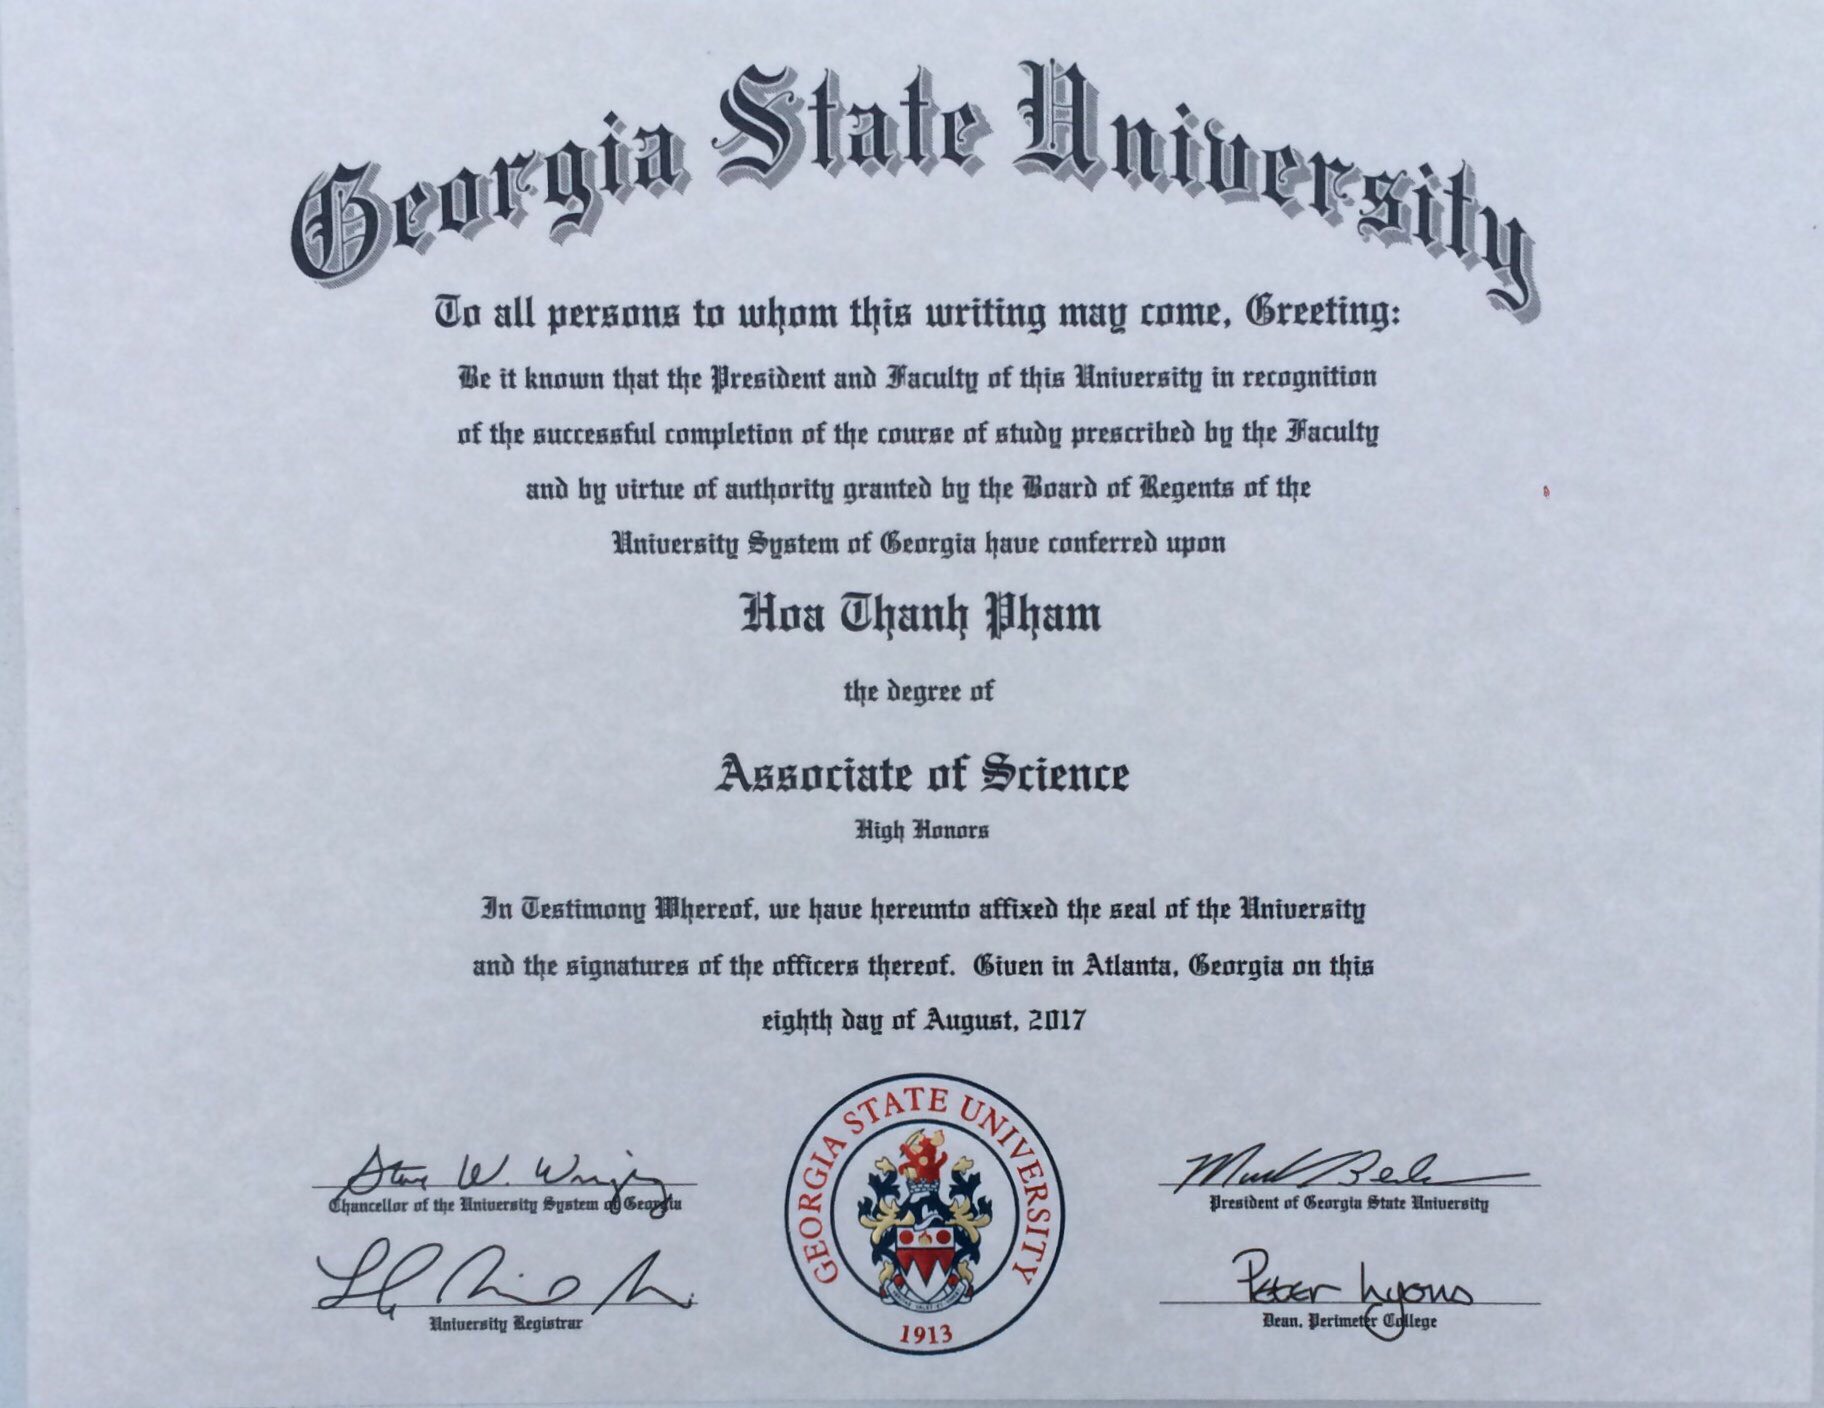 Georgia State University
To all persons to whom this writing may come, Greeting:
Be it known that the President and Faculty of this University in recognition
of the successful completion of the course of study prescribed by the Faculty
and by virtue of authority granted by the Board of Regents of the
University System of Georgia have conferred upon
Hoa Thanh Pham
the degree of
Associate of Science
High Honors
In Testimony Whereof, we have hereunto affixed the seal of the University
and the signatures of the officers thereof. Given in Atlanta, Georgia on this
eighth day of August, 2017
Steve W. Wrigley
Chancellor of the University System of Georgia
University Registrar
GEORGIA STATE UNIVERSITY
1913
Mark Becker
President of Georgia State University
Peter Lyons
Dean, Perimeter College